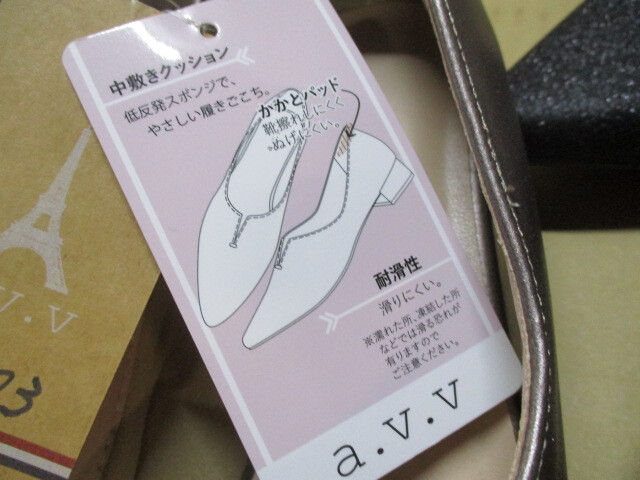 中敷きクッション
低反発スポンジで、
やさしい履きごこち。
かかとパッド
靴擦れしにくく
ぬげにくい。
耐滑性
滑りにくい。
※濡れた所、凍結した所
などでは滑る恐れが
有りますので
ご注意ください。
a.v.v
.v.v
03